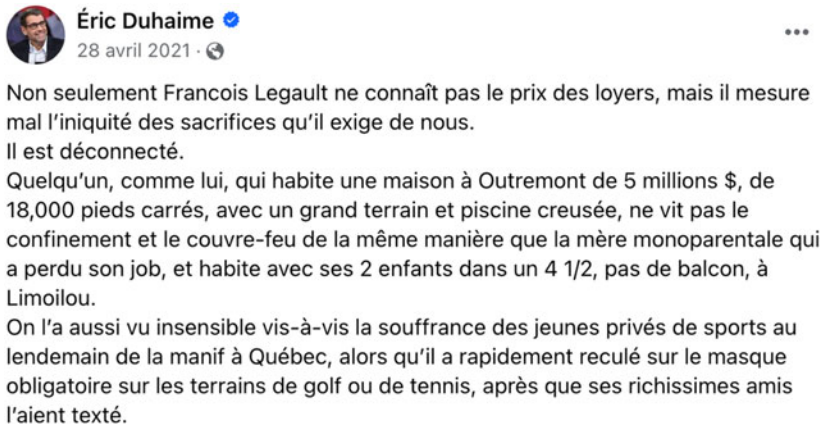 Éric Duhaime
28 avril 2021 ·
Non seulement Francois Legault ne connaît pas le prix des loyers, mais il mesure
mal l'iniquité des sacrifices qu'il exige de nous.
Il est déconnecté.
Quelqu'un, comme lui, qui habite une maison à Outremont de 5 millions $, de
18,000 pieds carrés, avec un grand terrain et piscine creusée, ne vit pas le
confinement et le couvre-feu de la même manière que la mère monoparentale qui
a perdu son job, et habite avec ses 2 enfants dans un 4 1/2, pas de balcon, à
Limoilou.
On l'a aussi vu insensible vis-à-vis la souffrance des jeunes privés de sports au
lendemain de la manif à Québec, alors qu'il a rapidement reculé sur le masque
obligatoire sur les terrains de golf ou de tennis, après que ses richissimes amis
l'aient texté.